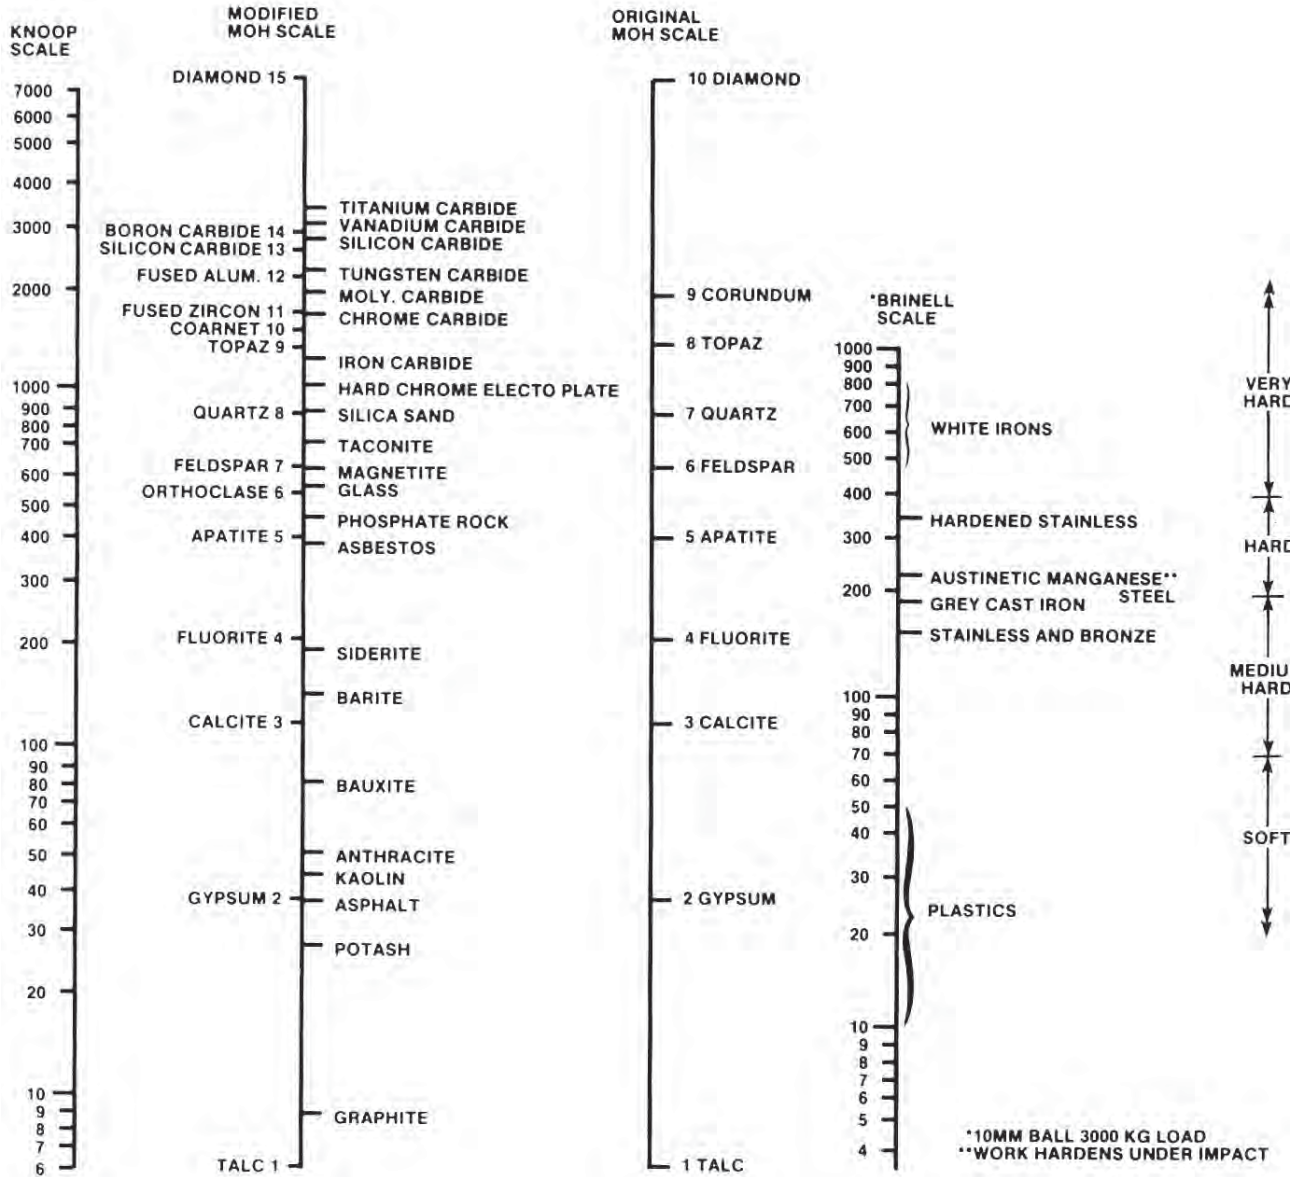 KNOOP
SCALE
7000
6000
5000
4000
3000
2000
1000
900
800
700
600
500
400
300
200
100
90
80
70
60
50
40
30
20
10
9
8
7
6
MODIFIED
MOH SCALE
DIAMOND 15
BORON CARBIDE 14
SILICON CARBIDE 13
FUSED ALUM. 12
FUSED ZIRCON 11
COARNET 10
TOPAZ 9
QUARTZ 8
FELDSPAR 7
ORTHOCLASE 6
APATITE 5
FLUORITE 4
CALCITE 3
GYPSUM 2
TALC 1
TITANIUM CARBIDE
VANADIUM CARBIDE
SILICON CARBIDE
TUNGSTEN CARBIDE
MOLY. CARBIDE
CHROME CARBIDE
IRON CARBIDE
HARD CHROME ELECTO PLATE
SILICA SAND
TACONITE
MAGNETITE
GLASS
PHOSPHATE ROCK
ASBESTOS
SIDERITE
BARITE
BAUXITE
ANTHRACITE
KAOLIN
ASPHALT
POTASH
GRAPHITE
ORIGINAL
MOH SCALE
10 DIAMOND
9 CORUNDUM
8 TOPAZ
7 QUARTZ
6 FELDSPAR
5 APATITE
4 FLUORITE
3 CALCITE
2 GYPSUM
1 TALC
*BRINELL
SCALE
1000
900
800
700
600
500
400
300
200
100
90
80
70
60
50
40
30
20
10
9
8
7
6
5
4
WHITE IRONS
HARDENED STAINLESS
AUSTINETIC MANGANESE**
STEEL
GREY CAST IRON
STAINLESS AND BRONZE
PLASTICS
VERY
HARD
HARD
MEDIU
HARD
SOFT
*10MM BALL 3000 KG LOAD
**WORK HARDENS UNDER IMPACT